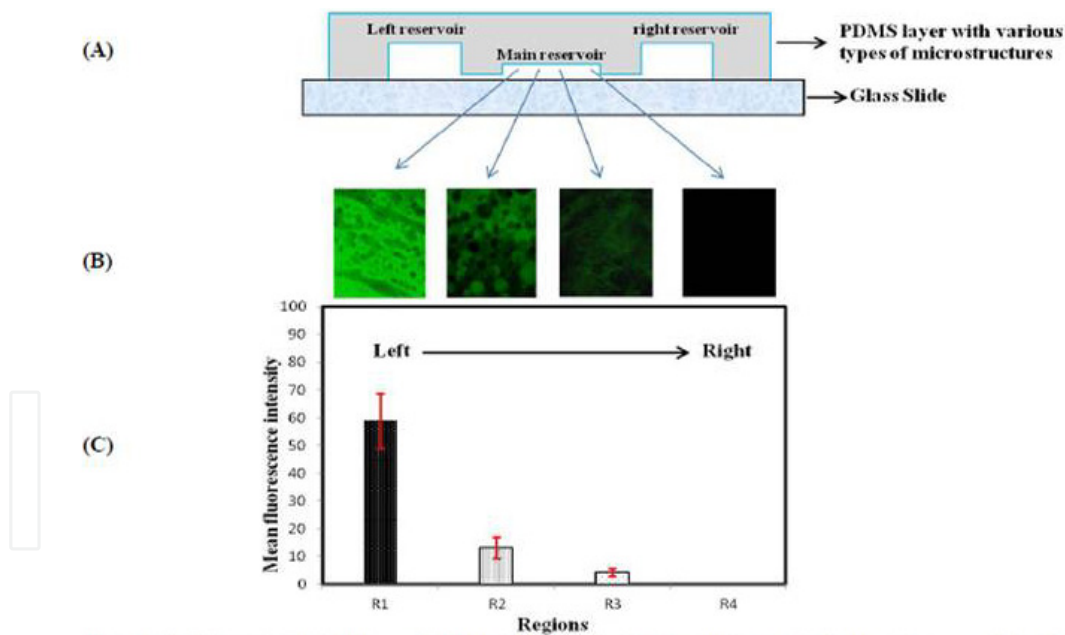 (A)
Left reservoir
Main reservoir
right reservoir
PDMS layer with various
types of microstructures
Glass Slide
(B)
(C)
Mean fluorescence intensity
100
90
80
70
60
50
40
30
20
10
0
Left
Right
R1
R2
R3
R4
Regions